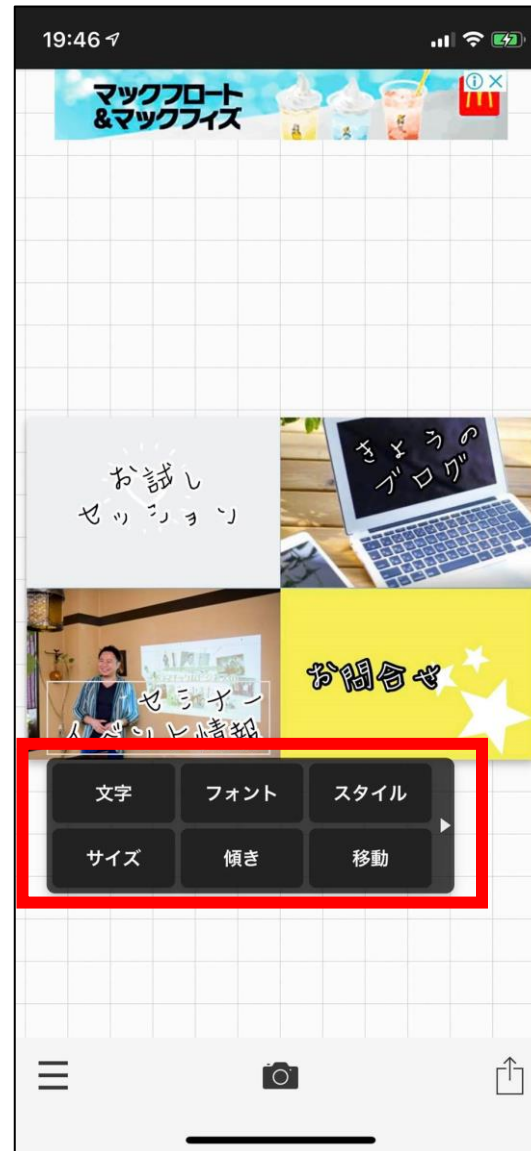 19:46
マックフロート
&マックフィズ
お試し
セッション
きょうの
ブログ
セミナー
イベント情報
お問合せ
文字
フォント
スタイル
サイズ
傾き
移動